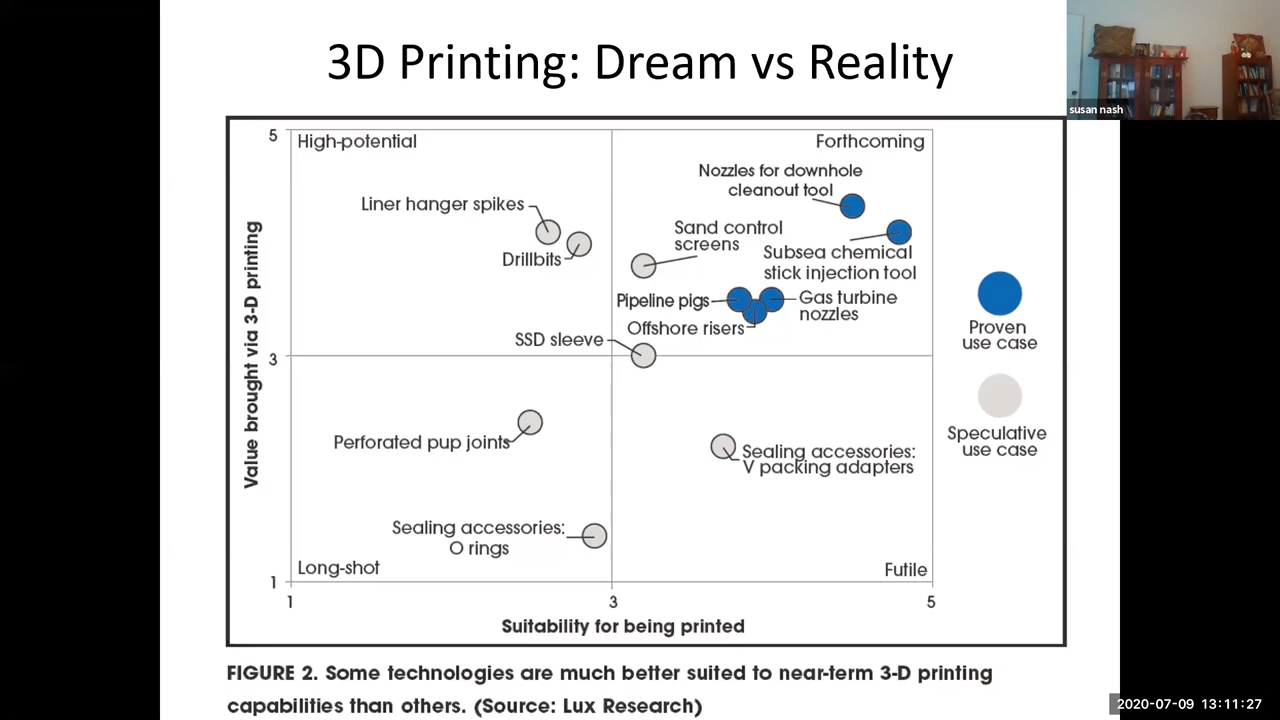 3D Printing: Dream vs Reality
susan nash
5
High-potential
Forthcoming
Nozzles for downhole
cleanout tool
Liner hanger spikes
Sand control
screens
Drillbits
Subsea chemical
stick injection tool
Pipeline pigs
Gas turbine
nozzles
Offshore risers
SSD sleeve
3
Value brought via 3-D printing
Perforated pup joints
Sealing accessories:
V packing adapters
Sealing accessories:
O rings
Long-shot
Futile
1
1
3
5
Suitability for being printed
Proven
use case
Speculative
use case
FIGURE 2. Some technologies are much better suited to near-term 3-D printing
capabilities than others. (Source: Lux Research)
2020-07-09 13:11:27